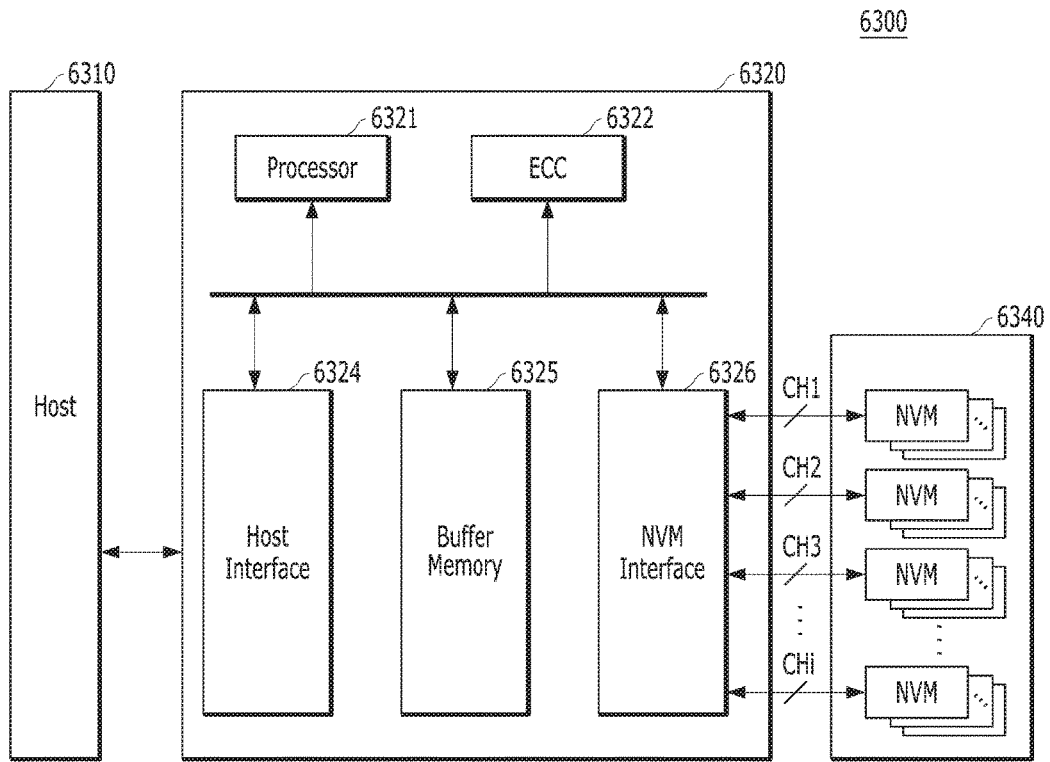 6300
6310
6320
6321
6322
Processor
ECC
6340
6324
6325
6326
CH1
NVM
Host
CH2
NVM
Host
Interface
Buffer
Memory
NVM
Interface
CH3
NVM
CHi
NVM